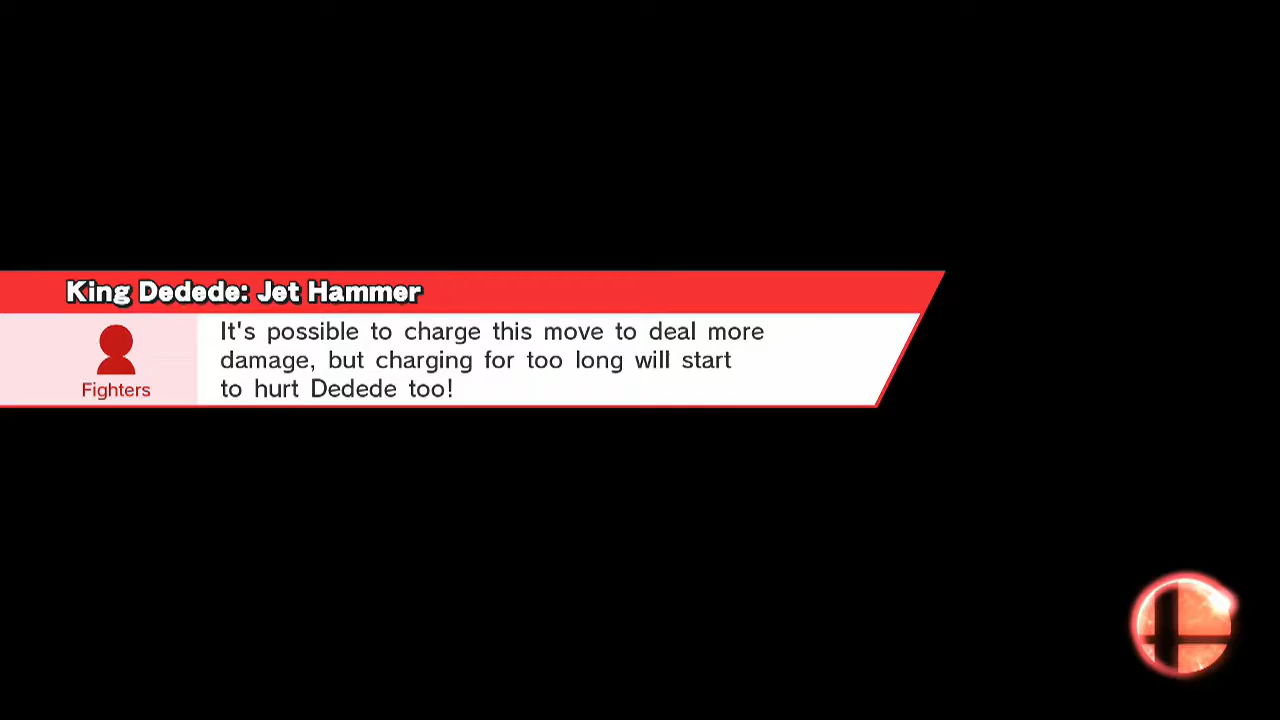 King Dedede: Jet Hammer
It's possible to charge this move to deal more
damage, but charging for too long will start
to hurt Dedede too!
Fighters